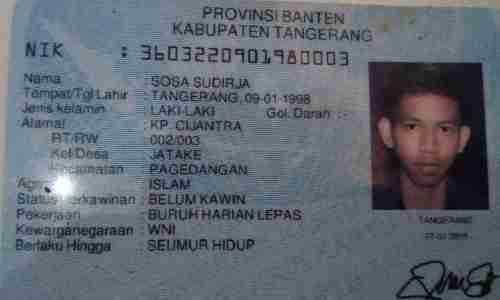 PROVINSI BANTEN
KABUPATEN TANGERANG
NIK : 3603220901980003
Nama : SOSA SUDIRJA
Tempat/Tgl Lahir : TANGERANG, 09-01-1998
Jenis kelamin : LAKI-LAKI Gol. Darah : -
Alamat : KP. CIJANTRA
RT/RW : 002/003
Kel/Desa : JATAKE
Kecamatan : PAGEDANGAN
: ISLAM
Status Perkawinan : BELUM KAWIN
Pekerjaan : BURUH HARIAN LEPAS
Kewarganegaraan : WNI
Berlaku Hingga : SEUMUR HIDUP
TANGERANG